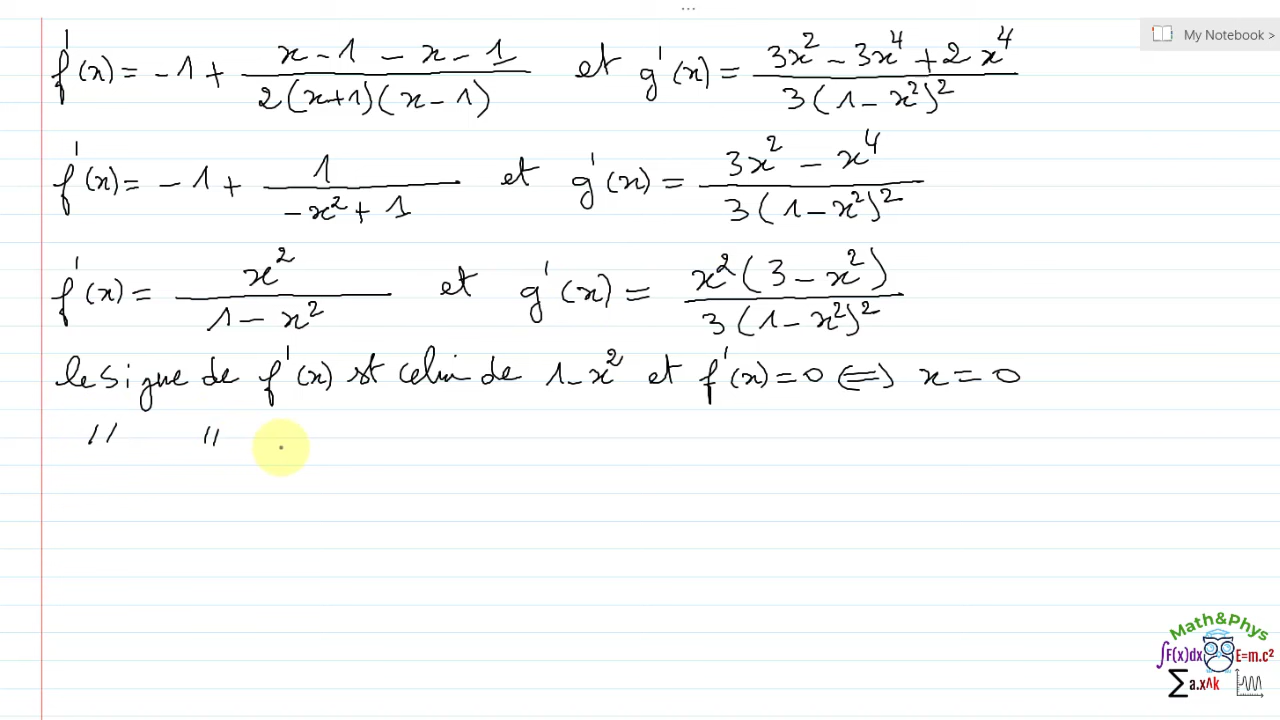 ...
My Notebook >
f'(x) = -1 + (x - 1 - x - 1) / (2(x+1)(x-1)) et g'(x) = (3x² - 3x⁴ + 2x⁴) / (3(1-x²)²)
f'(x) = -1 + 1 / (-x² + 1) et g'(x) = (3x² - x⁴) / (3(1-x²)²)
f'(x) = x² / (1 - x²) et g'(x) = x²(3 - x²) / (3(1-x²)²)
le signe de f'(x) st celui de 1-x² et f'(x) = 0 ⟺ x = 0
" "
Math&Phys
∫F(x)dx E=m.c²
∑ a.x^k